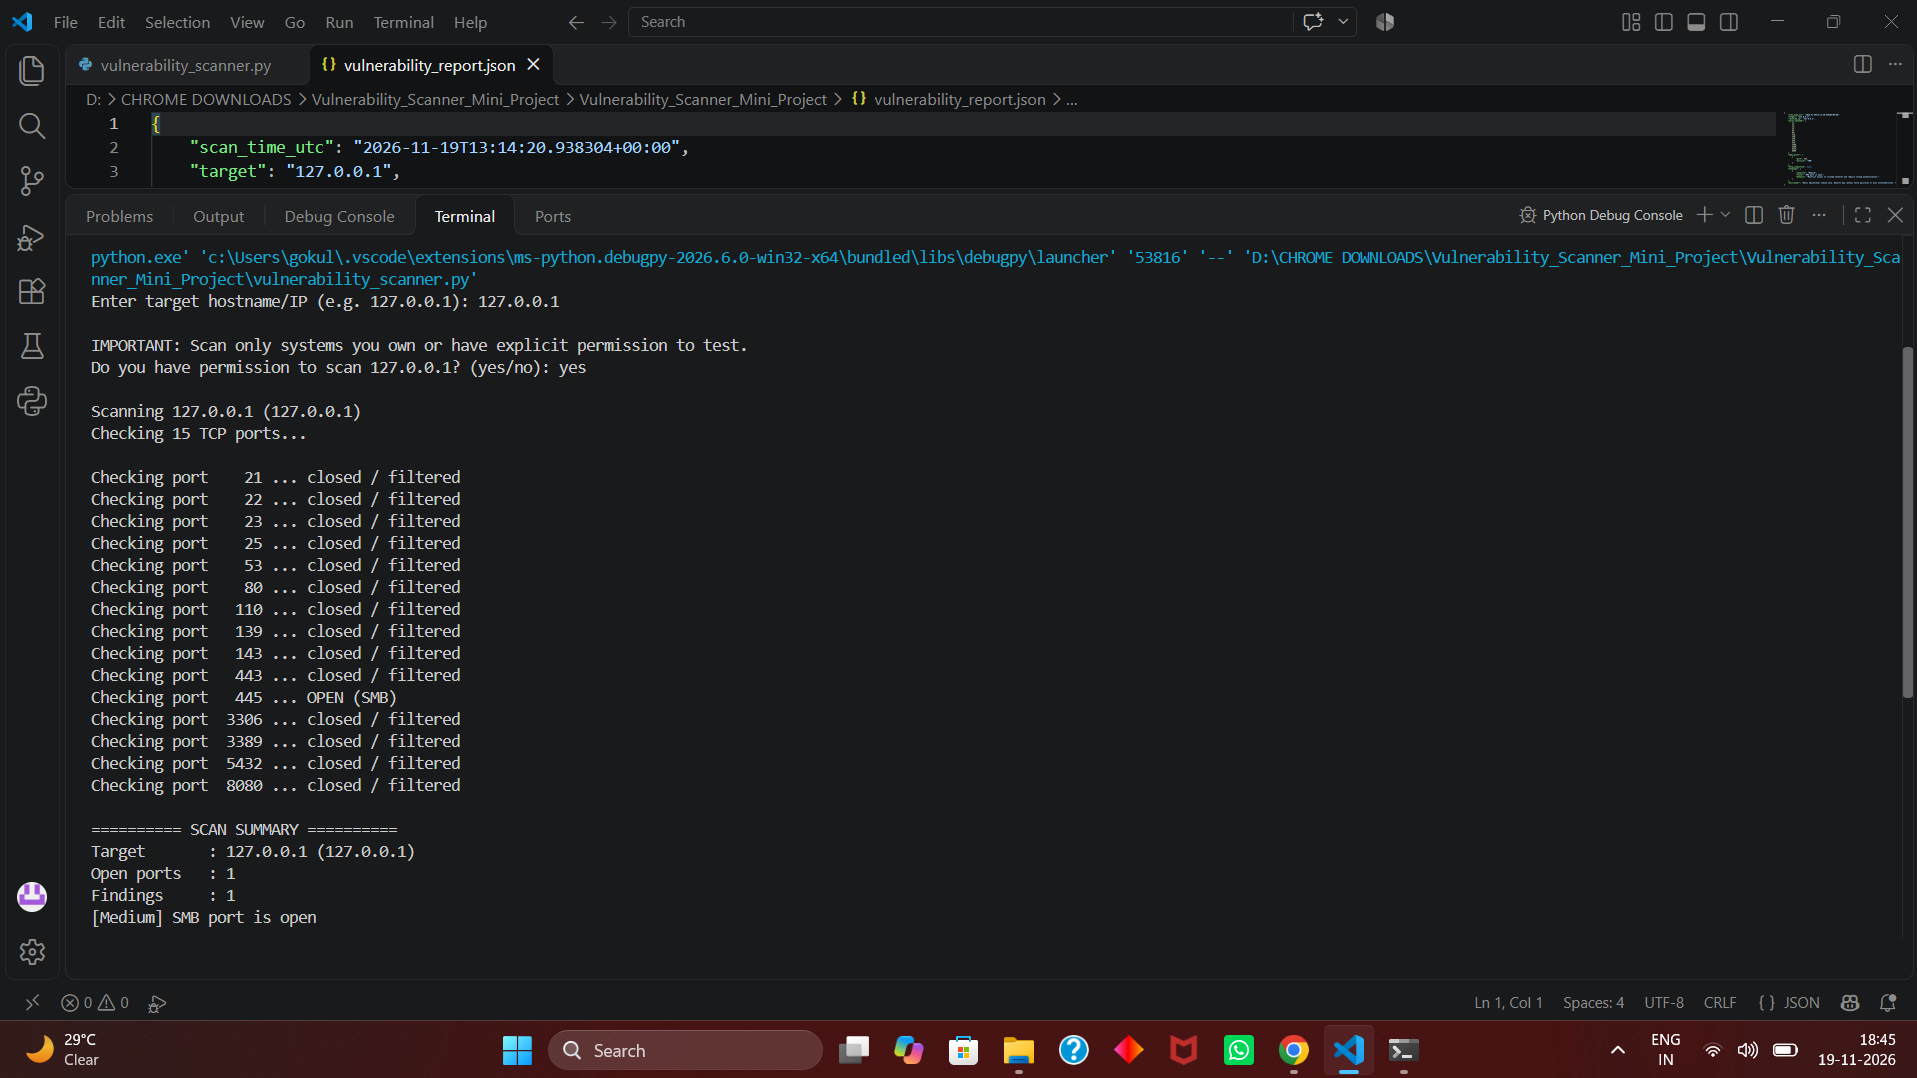 File Edit Selection View Go Run Terminal Help
Search
vulnerability_scanner.py
{} vulnerability_report.json
D: > CHROME DOWNLOADS > Vulnerability_Scanner_Mini_Project > Vulnerability_Scanner_Mini_Project > {} vulnerability_report.json > ...
1 {
2 "scan_time_utc": "2026-11-19T13:14:20.938304+00:00",
3 "target": "127.0.0.1",
Problems Output Debug Console Terminal Ports
Python Debug Console
python.exe' 'c:\Users\gokul\.vscode\extensions\ms-python.debugpy-2026.6.0-win32-x64\bundled\libs\debugpy\launcher' '53816' '--' 'D:\CHROME DOWNLOADS\Vulnerability_Scanner_Mini_Project\Vulnerability_Sca
nner_Mini_Project\vulnerability_scanner.py'
Enter target hostname/IP (e.g. 127.0.0.1): 127.0.0.1
IMPORTANT: Scan only systems you own or have explicit permission to test.
Do you have permission to scan 127.0.0.1? (yes/no): yes
Scanning 127.0.0.1 (127.0.0.1)
Checking 15 TCP ports...
Checking port 21 ... closed / filtered
Checking port 22 ... closed / filtered
Checking port 23 ... closed / filtered
Checking port 25 ... closed / filtered
Checking port 53 ... closed / filtered
Checking port 80 ... closed / filtered
Checking port 110 ... closed / filtered
Checking port 139 ... closed / filtered
Checking port 143 ... closed / filtered
Checking port 443 ... closed / filtered
Checking port 445 ... OPEN (SMB)
Checking port 3306 ... closed / filtered
Checking port 3389 ... closed / filtered
Checking port 5432 ... closed / filtered
Checking port 8080 ... closed / filtered
========== SCAN SUMMARY ==========
Target : 127.0.0.1 (127.0.0.1)
Open ports : 1
Findings : 1
[Medium] SMB port is open
0 0
Ln 1, Col 1 Spaces: 4 UTF-8 CRLF {} JSON
29°C
Clear
Search
ENG
IN
18:45
19-11-2026